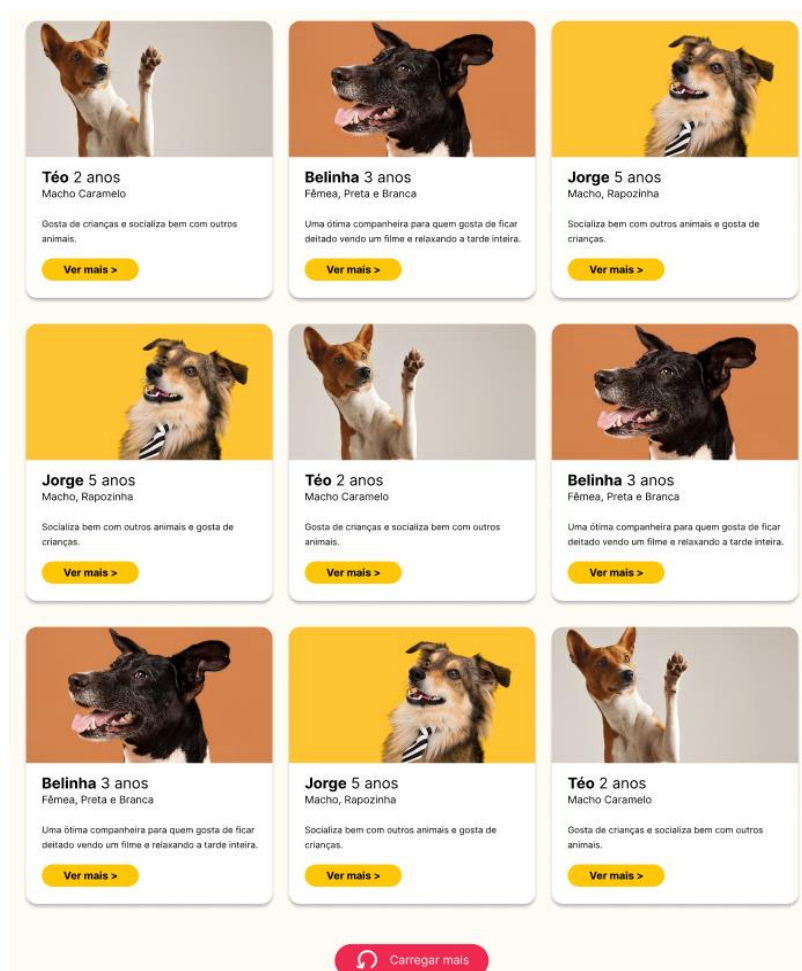 Téo 2 anos
Macho Caramelo
Gosta de crianças e socializa bem com outros
animais.
Ver mais >
Belinha 3 anos
Fêmea, Preta e Branca
Uma ótima companheira para quem gosta de ficar
deitado vendo um filme e relaxando a tarde inteira.
Ver mais >
Jorge 5 anos
Macho, Rapozinha
Socializa bem com outros animais e gosta de
crianças.
Ver mais >
Jorge 5 anos
Macho, Rapozinha
Socializa bem com outros animais e gosta de
crianças.
Ver mais >
Téo 2 anos
Macho Caramelo
Gosta de crianças e socializa bem com outros
animais.
Ver mais >
Belinha 3 anos
Fêmea, Preta e Branca
Uma ótima companheira para quem gosta de ficar
deitado vendo um filme e relaxando a tarde inteira.
Ver mais >
Belinha 3 anos
Fêmea, Preta e Branca
Uma ótima companheira para quem gosta de ficar
deitado vendo um filme e relaxando a tarde inteira.
Ver mais >
Jorge 5 anos
Macho, Rapozinha
Socializa bem com outros animais e gosta de
crianças.
Ver mais >
Téo 2 anos
Macho Caramelo
Gosta de crianças e socializa bem com outros
animais.
Ver mais >
Carregar mais